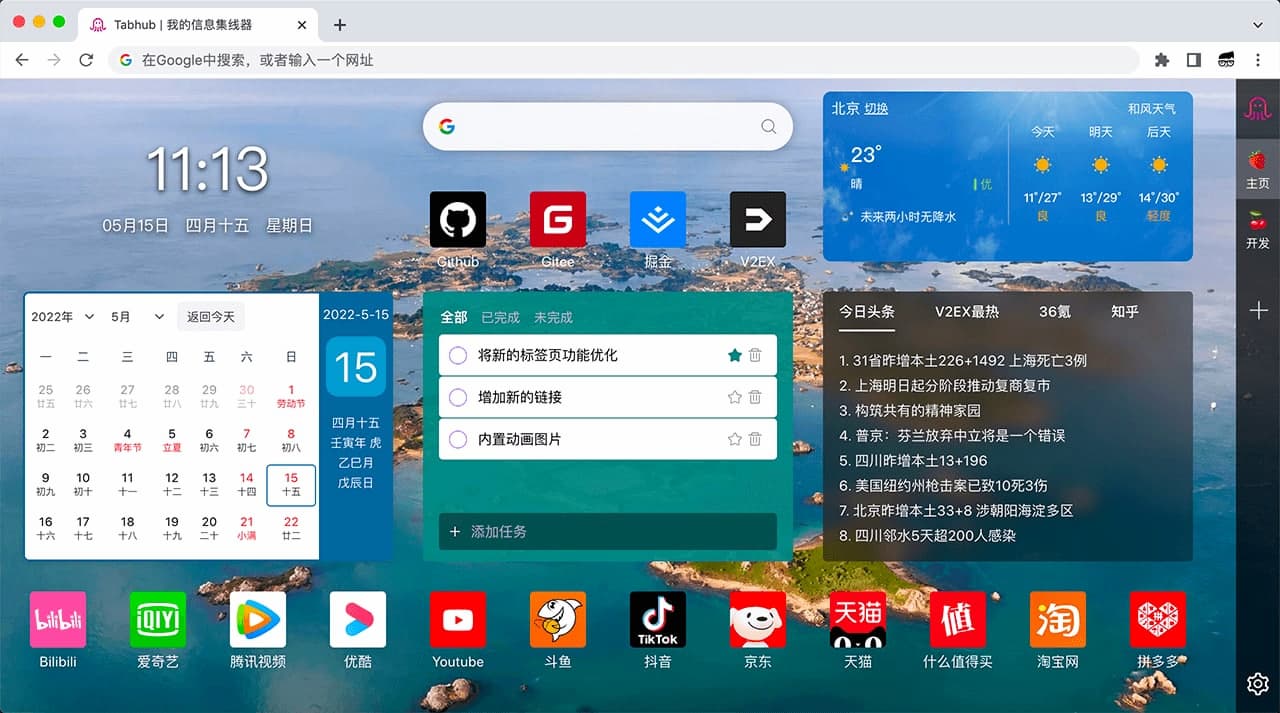 Tabhub | 我的信息集线器
在Google中搜索，或者输入一个网址
11:13
05月15日 四月十五 星期日
Github
Gitee
掘金
V2EX
北京 切换
和风天气
23°
晴
优
未来两小时无降水
今天 明天 后天
11°/27° 13°/29° 14°/30°
良 良 轻度
主页
开发
2022年 5月 返回今天
一 二 三 四 五 六 日
25 26 27 28 29 30 1
廿五 廿六 廿七 廿八 廿九 三十 劳动节
2 3 4 5 6 7 8
初二 初三 青年节 立夏 初六 初七 初八
9 10 11 12 13 14 15
初九 初十 十一 十二 十三 十四 十五
16 17 18 19 20 21 22
十六 十七 十八 十九 二十 小满 廿二
2022-5-15
15
四月十五
壬寅年 虎
乙巳月
戊辰日
全部 已完成 未完成
将新的标签页功能优化
增加新的链接
内置动画图片
+ 添加任务
今日头条 V2EX最热 36氪 知乎
1. 31省昨增本土226+1492 上海死亡3例
2. 上海明日起分阶段推动复商复市
3. 构筑共有的精神家园
4. 普京：芬兰放弃中立将是一个错误
5. 四川昨增本土13+196
6. 美国纽约州枪击案已致10死3伤
7. 北京昨增本土33+8 涉朝阳海淀多区
8. 四川邻水5天超200人感染
bilibili
Bilibili
iQIYI
爱奇艺
腾讯视频
优酷
Youtube
斗鱼
TikTok
抖音
京东
天猫
天猫
值
什么值得买
淘
淘宝网
拼
拼多多